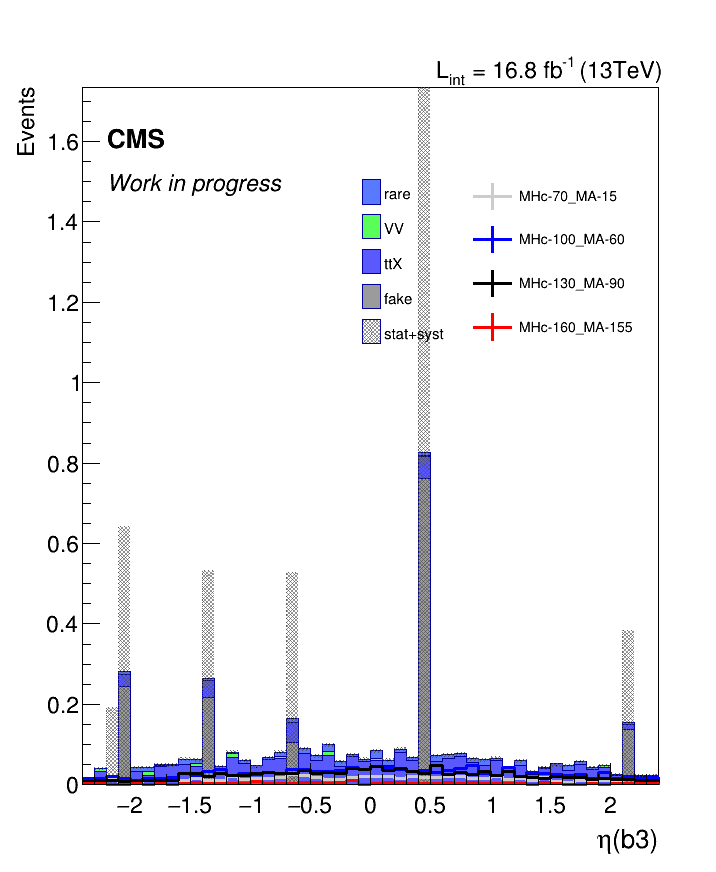 L_int = 16.8 fb^-1 (13TeV)
Events
CMS
Work in progress
rare
VV
ttX
fake
stat+syst
MHc-70_MA-15
MHc-100_MA-60
MHc-130_MA-90
MHc-160_MA-155
1.6
1.4
1.2
1
0.8
0.6
0.4
0.2
0
−2 −1.5 −1 −0.5 0 0.5 1 1.5 2
η(b3)